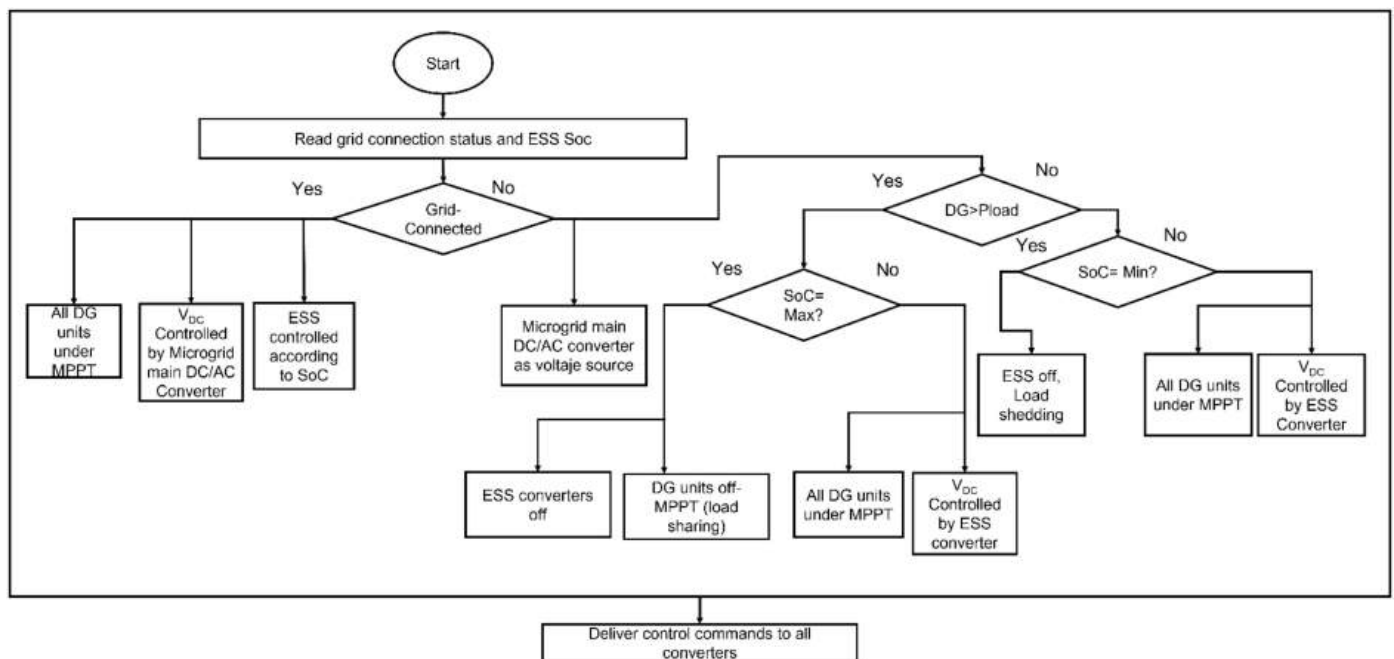 Start
Read grid connection status and ESS Soc
Yes
No
Grid-
Connected
Yes
No
DG>Pload
Yes
No
SoC=
Max?
Yes
No
SoC= Min?
All DG
units
under
MPPT
VDC
Controlled
by Microgrid
main DC/AC
Converter
ESS
controlled
according
to SoC
Microgrid main
DC/AC converter
as voltaje source
ESS off,
Load
shedding
All DG units
under MPPT
VDC
Controlled
by ESS
Converter
ESS converters
off
DG units off-
MPPT (load
sharing)
All DG units
under MPPT
VDC
Controlled
by ESS
converter
Deliver control commands to all
converters